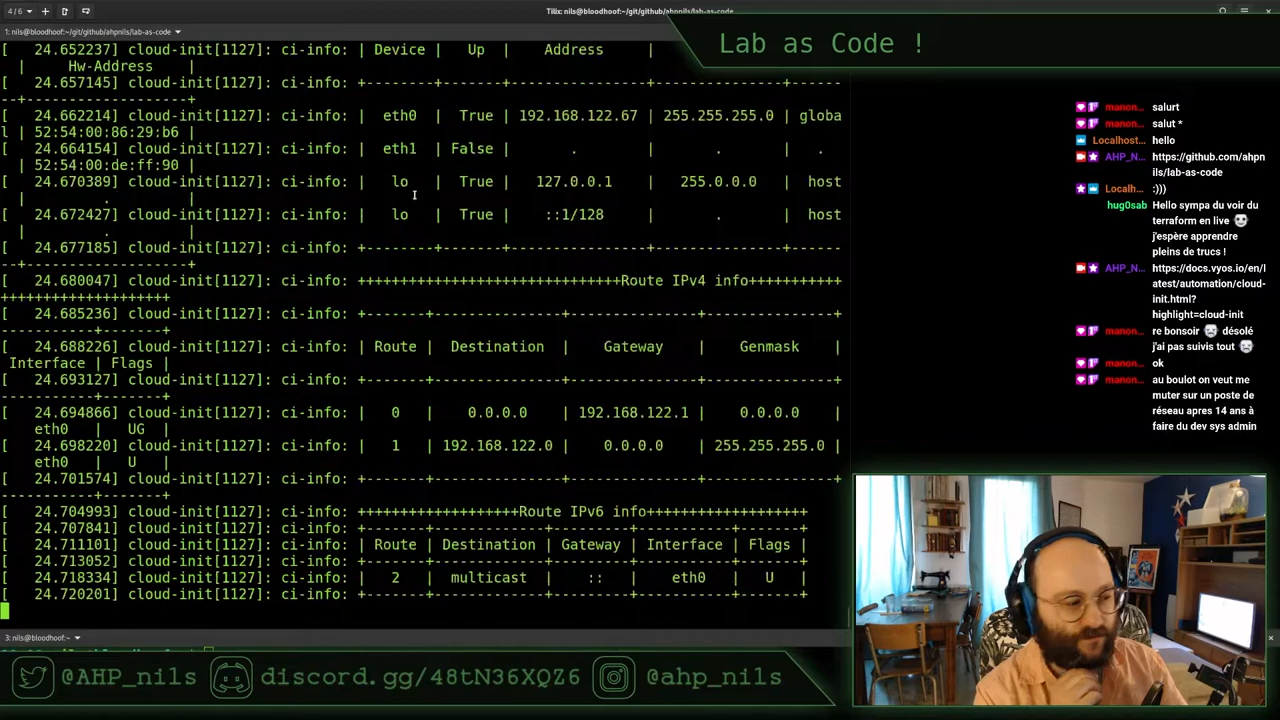 4/6
Tilix: nils@bloodhoof:~/git/github/ahpnils/lab-as-code
1: nils@bloodhoof:~/git/github/ahpnils/lab-as-code
[   24.652237] cloud-init[1127]: ci-info: | Device |  Up  |    Address     |
 |     Hw-Address    |
[   24.657145] cloud-init[1127]: ci-info: +--------+-------+----------------+---------------+------
--+-------------------+
[   24.662214] cloud-init[1127]: ci-info: |  eth0  |  True | 192.168.122.67 | 255.255.255.0 | globa
l | 52:54:00:86:29:b6 |
[   24.664154] cloud-init[1127]: ci-info: |  eth1  | False |       .        |       .       |   .
 | 52:54:00:de:ff:90 |
[   24.670389] cloud-init[1127]: ci-info: |   lo   |  True |   127.0.0.1    |   255.0.0.0   |  host
 |         .         |
[   24.672427] cloud-init[1127]: ci-info: |   lo   |  True |    ::1/128     |       .       |  host
 |         .         |
[   24.677185] cloud-init[1127]: ci-info: +--------+-------+----------------+---------------+------
--+-------------------+
[   24.680047] cloud-init[1127]: ci-info: +++++++++++++++++++++++++++++++Route IPv4 info+++++++++++
++++++++++++++++++++
[   24.685236] cloud-init[1127]: ci-info: +-------+---------------+---------------+---------------+
-----------+-------+
[   24.688226] cloud-init[1127]: ci-info: | Route |  Destination  |    Gateway    |    Genmask    |
 Interface | Flags |
[   24.693127] cloud-init[1127]: ci-info: +-------+---------------+---------------+---------------+
-----------+-------+
[   24.694866] cloud-init[1127]: ci-info: |   0   |    0.0.0.0    | 192.168.122.1 |    0.0.0.0    |
    eth0   |   UG  |
[   24.698220] cloud-init[1127]: ci-info: |   1   | 192.168.122.0 |    0.0.0.0    | 255.255.255.0 |
    eth0   |   U   |
[   24.701574] cloud-init[1127]: ci-info: +-------+---------------+---------------+---------------+
-----------+-------+
[   24.704993] cloud-init[1127]: ci-info: +++++++++++++++++++Route IPv6 info+++++++++++++++++++
[   24.707841] cloud-init[1127]: ci-info: +-------+-------------+---------+-----------+-------+
[   24.711101] cloud-init[1127]: ci-info: | Route | Destination | Gateway | Interface | Flags |
[   24.713052] cloud-init[1127]: ci-info: +-------+-------------+---------+-----------+-------+
[   24.718334] cloud-init[1127]: ci-info: |   2   |  multicast  |    ::   |    eth0   |   U   |
[   24.720201] cloud-init[1127]: ci-info: +-------+-------------+---------+-----------+-------+
3: nils@bloodhoof:~
Lab as Code !
manon... salurt
manon... salut *
Localhost... hello
AHP_N... https://github.com/ahpn
ils/lab-as-code
Localh... :)))
hug0sab Hello sympa du voir du
terraform en live
j'espère apprendre
pleins de trucs !
AHP_N... https://docs.vyos.io/en/l
atest/automation/cloud-
init.html?
highlight=cloud-init
manon... re bonsoir désolé
j'ai pas suivis tout
manon... ok
manon... au boulot on veut me
muter sur un poste de
réseau apres 14 ans à
faire du dev sys admin
@AHP_nils
discord.gg/48tN36XQZ6
@ahp_nils